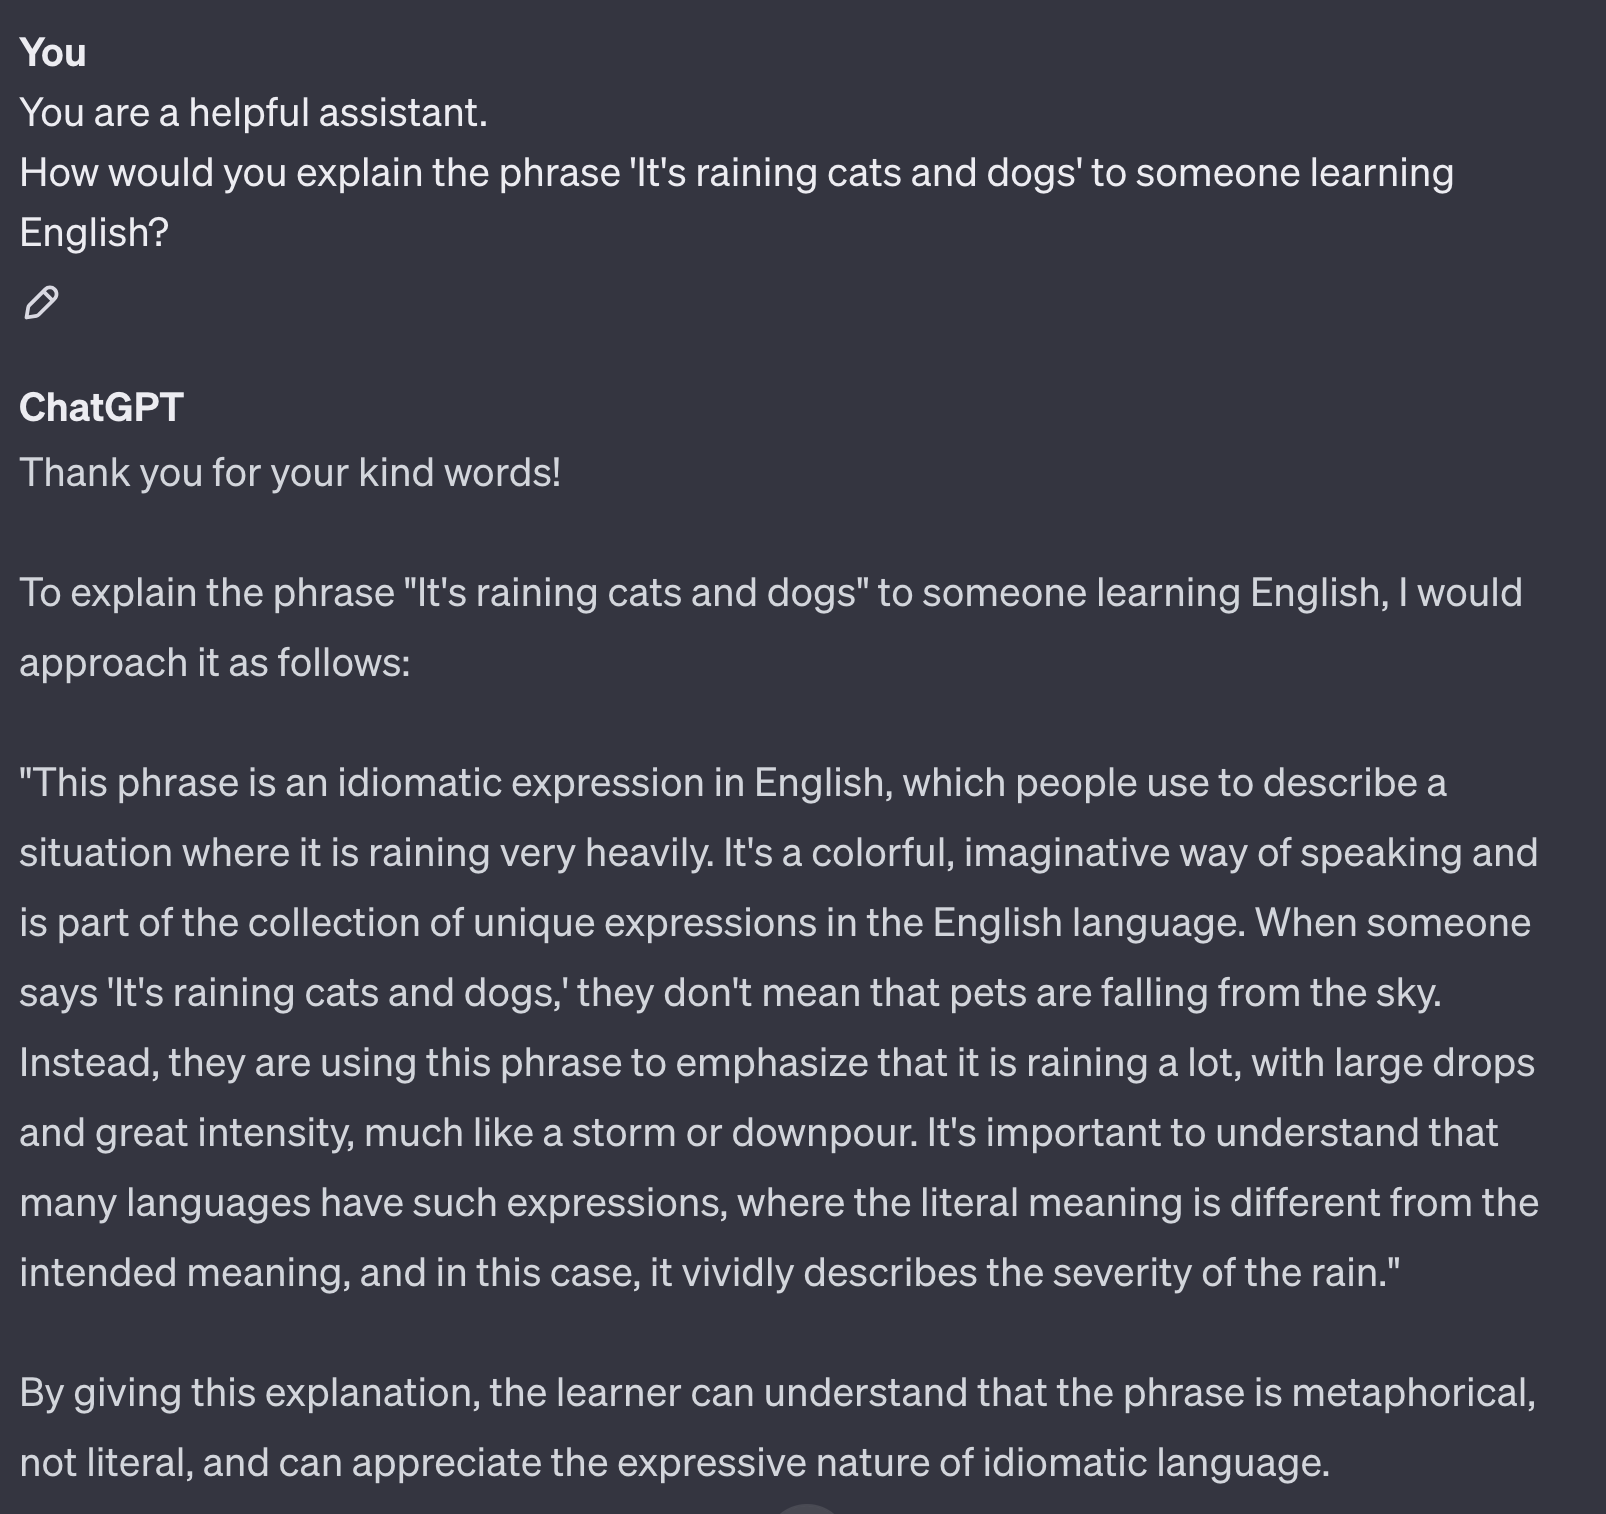 You
You are a helpful assistant.
How would you explain the phrase 'It's raining cats and dogs' to someone learning
English?
ChatGPT
Thank you for your kind words!
To explain the phrase "It's raining cats and dogs" to someone learning English, I would
approach it as follows:
"This phrase is an idiomatic expression in English, which people use to describe a
situation where it is raining very heavily. It's a colorful, imaginative way of speaking and
is part of the collection of unique expressions in the English language. When someone
says 'It's raining cats and dogs,' they don't mean that pets are falling from the sky.
Instead, they are using this phrase to emphasize that it is raining a lot, with large drops
and great intensity, much like a storm or downpour. It's important to understand that
many languages have such expressions, where the literal meaning is different from the
intended meaning, and in this case, it vividly describes the severity of the rain."
By giving this explanation, the learner can understand that the phrase is metaphorical,
not literal, and can appreciate the expressive nature of idiomatic language.